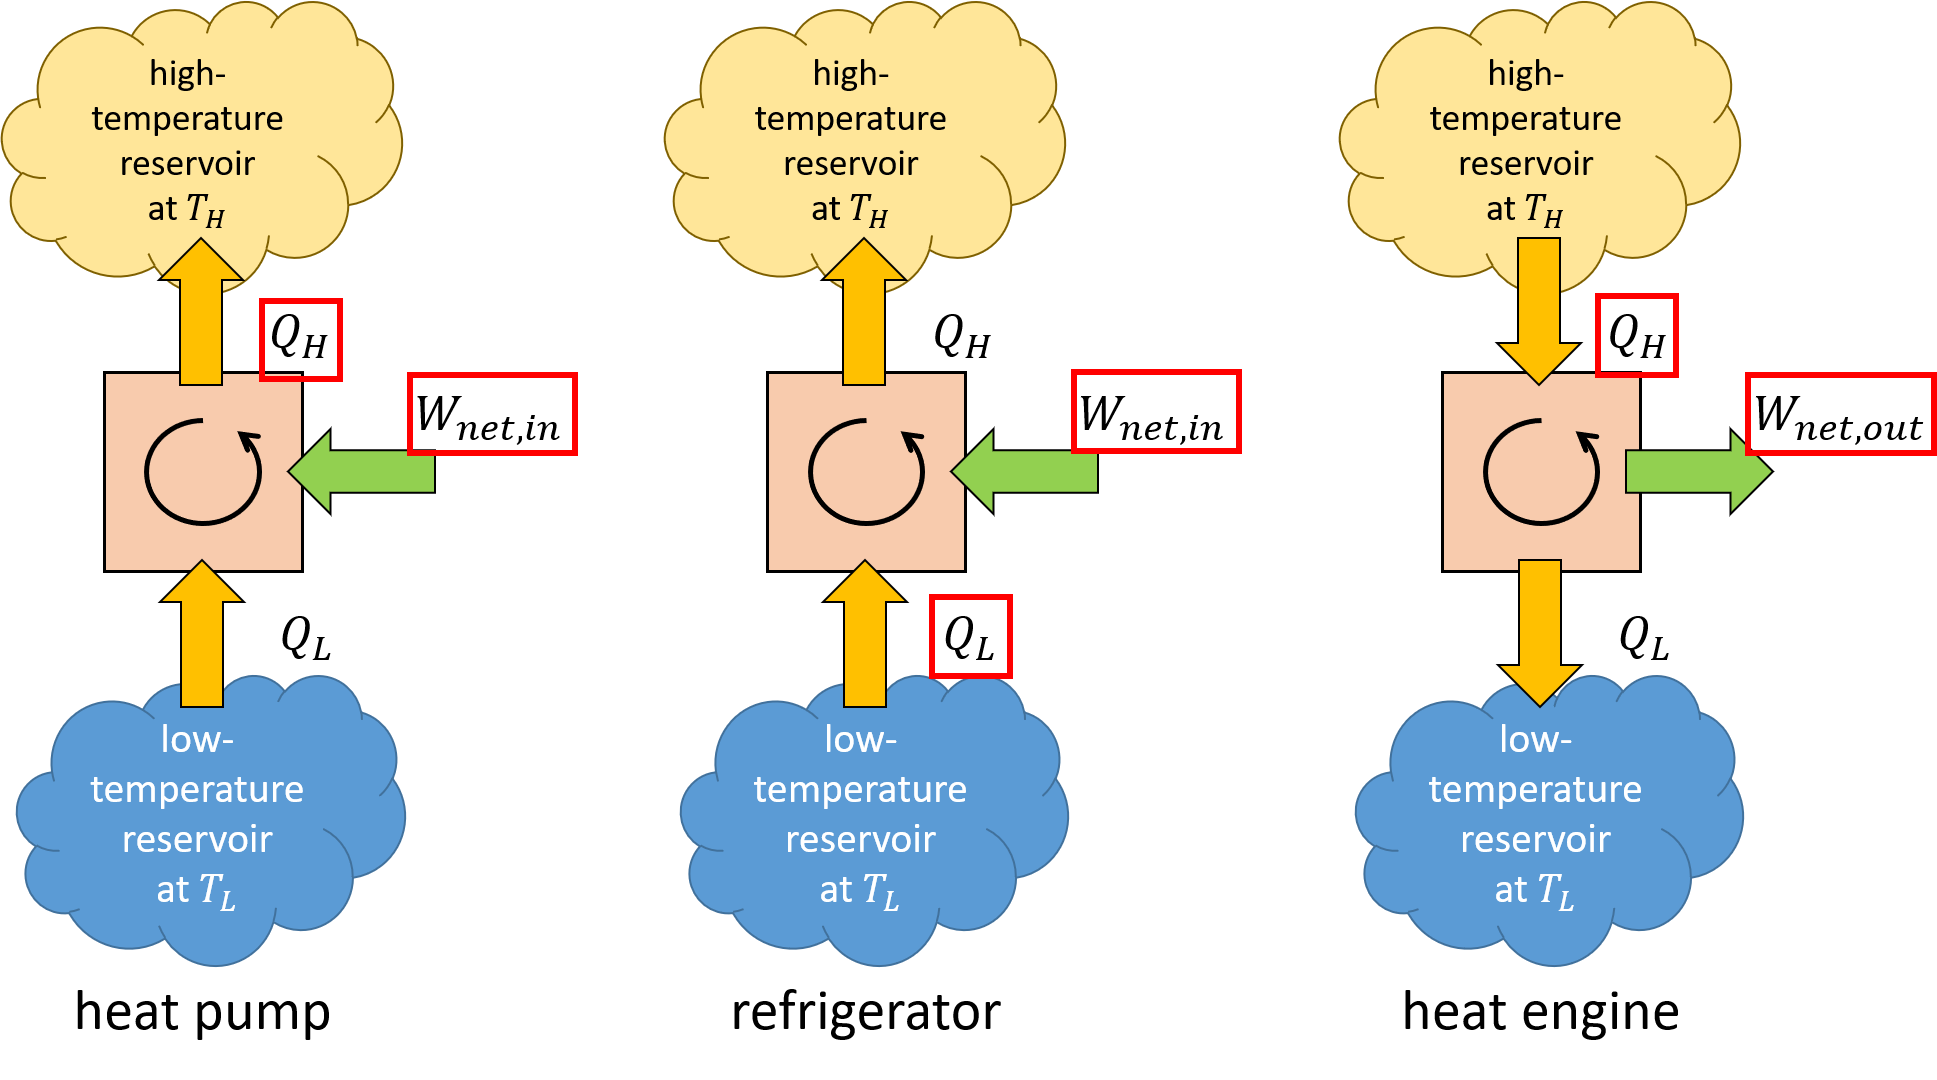 high-
temperature
reservoir
at T_H
Q_H
W_{net,in}
Q_L
low-
temperature
reservoir
at T_L
heat pump
high-
temperature
reservoir
at T_H
Q_H
W_{net,in}
Q_L
low-
temperature
reservoir
at T_L
refrigerator
high-
temperature
reservoir
at T_H
Q_H
W_{net,out}
Q_L
low-
temperature
reservoir
at T_L
heat engine